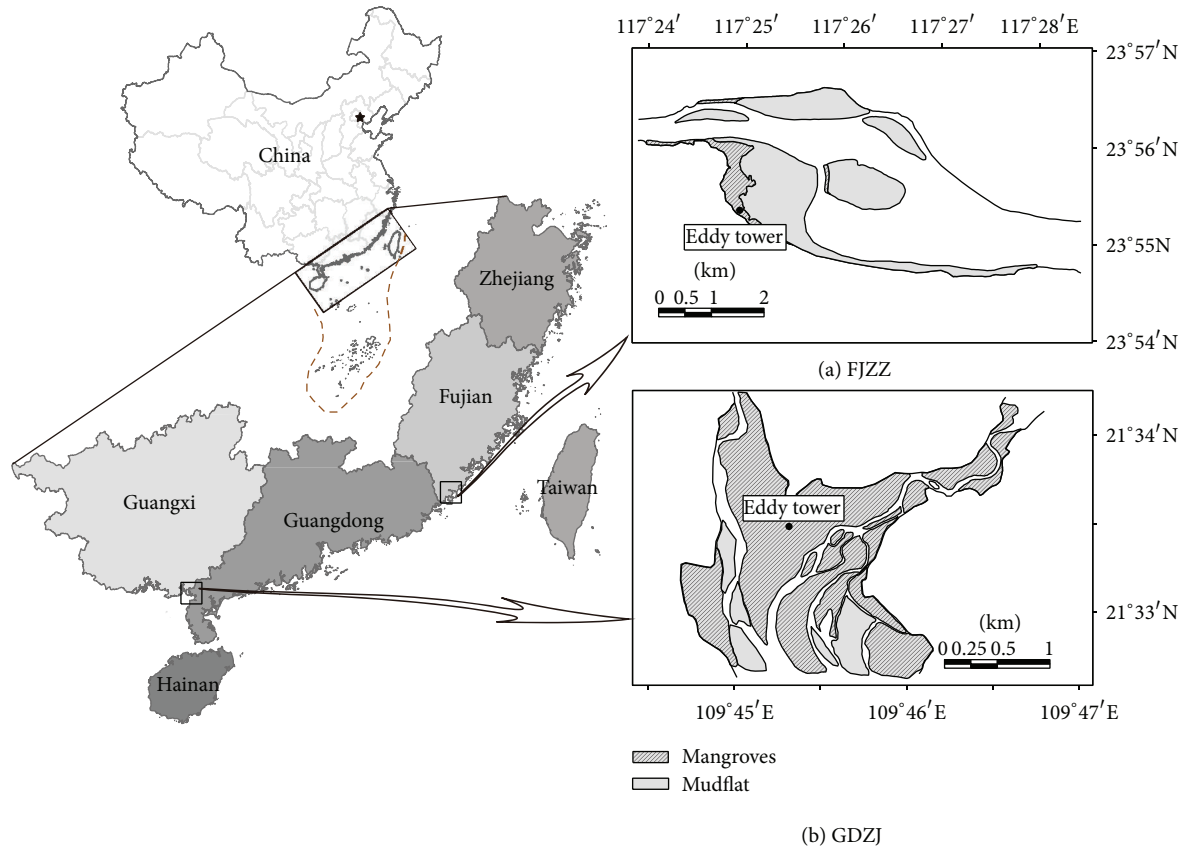 China
Zhejiang
Fujian
Taiwan
Guangxi
Guangdong
Hainan
117°24′ 117°25′ 117°26′ 117°27′ 117°28′E
23°57′N
23°56′N
23°55N
23°54′N
Eddy tower
(km)
0 0.5 1 2
(a) FJZZ
21°34′N
21°33′N
Eddy tower
(km)
0 0.25 0.5 1
109°45′E 109°46′E 109°47′E
Mangroves
Mudflat
(b) GDZJ